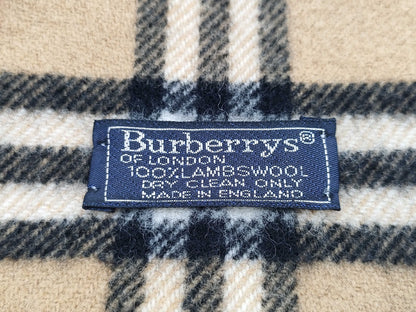 Burberrys®
OF LONDON
100%LAMBSWOOL
DRY CLEAN ONLY
MADE IN ENGLAND